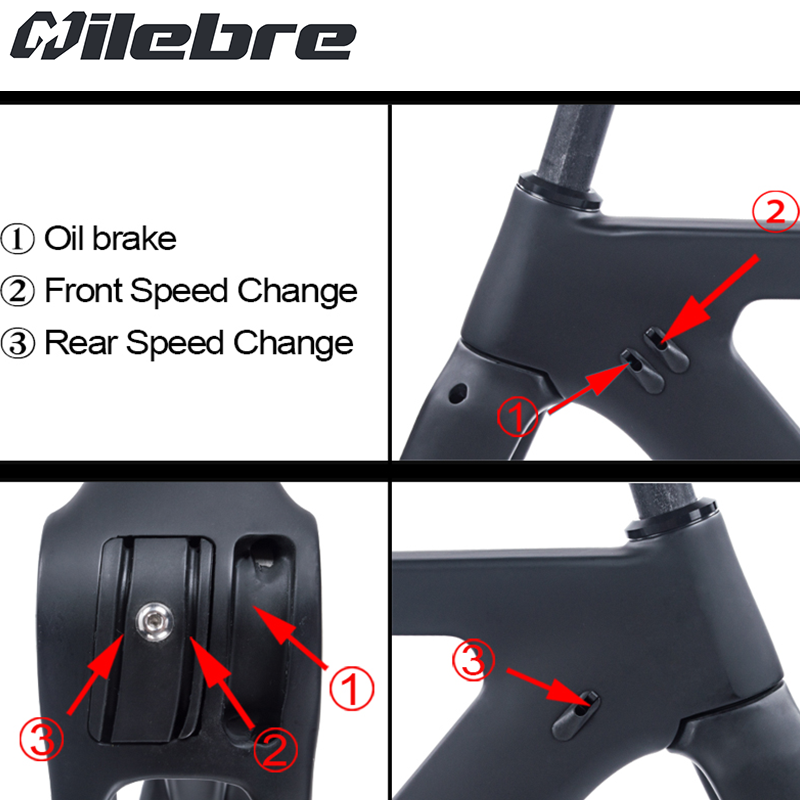 Milebre
① Oil brake
② Front Speed Change
③ Rear Speed Change
②
①
③
②
①
③